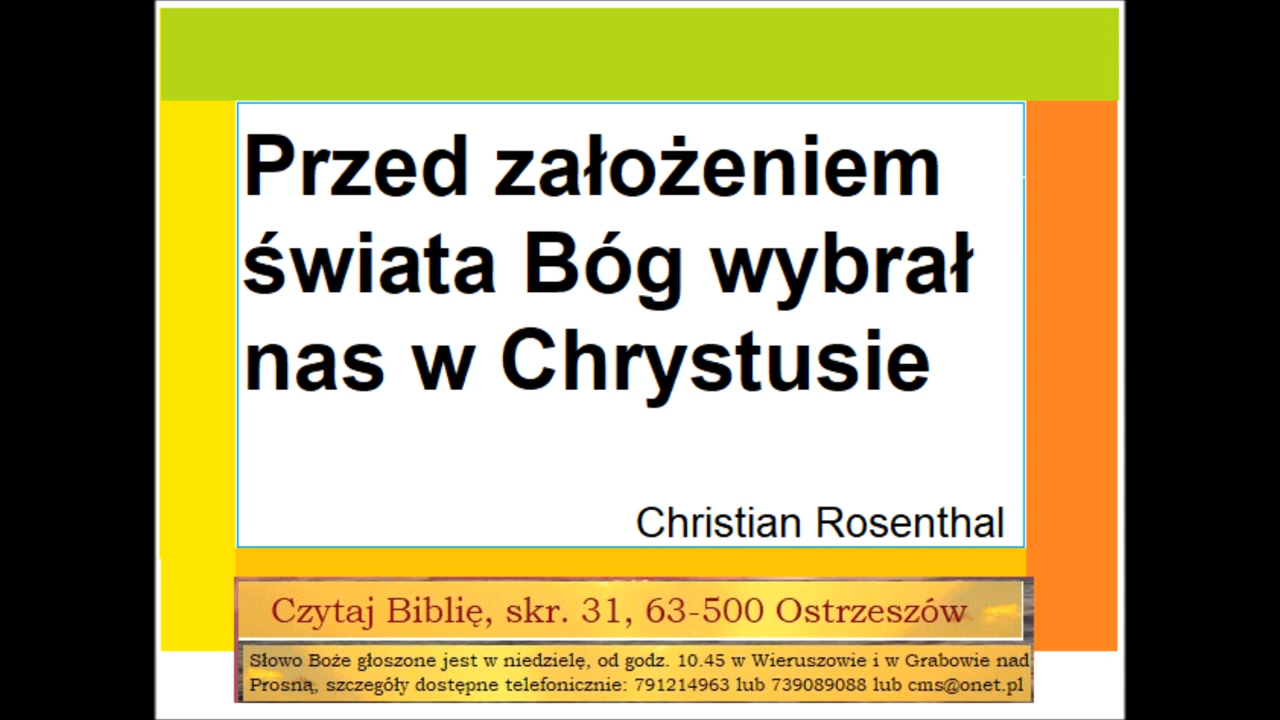 Przed założeniem
świata Bóg wybrał
nas w Chrystusie
Christian Rosenthal
Czytaj Biblię, skr. 31, 63-500 Ostrzeszów
Słowo Boże głoszone jest w niedzielę, od godz. 10.45 w Wieruszowie i w Grabowie nad
Prosną, szczegóły dostępne telefonicznie: 791214963 lub 739089088 lub cms@onet.pl